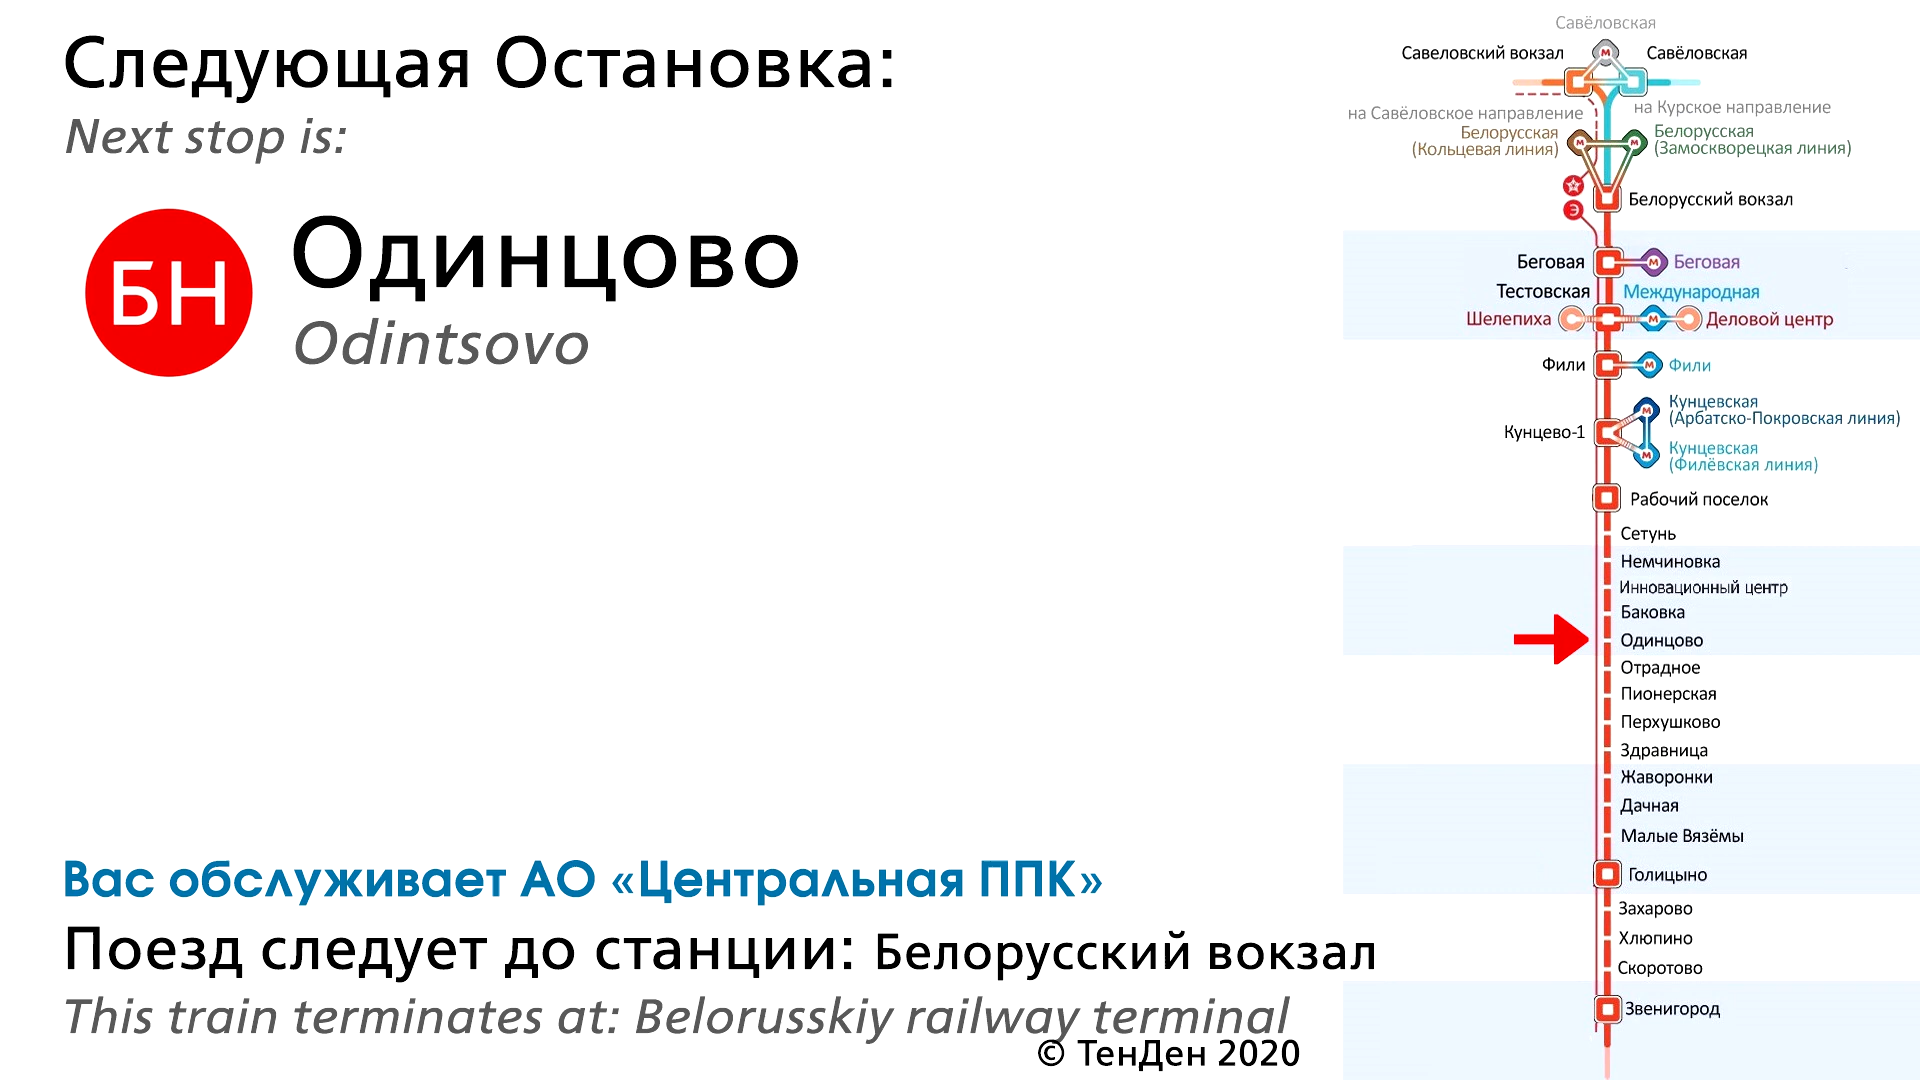 Следующая Остановка:
Next stop is:
БН
Одинцово
Odintsovo
Вас обслуживает АО «Центральная ППК»
Поезд следует до станции: Белорусский вокзал
This train terminates at: Belorusskiy railway terminal
© ТенДен 2020
Савёловская
Савеловский вокзал
М
Савёловская
на Савёловское направление
на Курское направление
Белорусская
(Кольцевая линия)
М
М
Белорусская
(Замоскворецкая линия)
Э
Белорусский вокзал
Беговая
М
Беговая
Тестовская
Международная
Шелепиха
М
Деловой центр
Фили
М
Фили
Кунцево-1
М
Кунцевская
(Арбатско-Покровская линия)
М
Кунцевская
(Филёвская линия)
Рабочий поселок
Сетунь
Немчиновка
Инновационный центр
Баковка
Одинцово
Отрадное
Пионерская
Перхушково
Здравница
Жаворонки
Дачная
Малые Вязёмы
Голицыно
Захарово
Хлюпино
Скоротово
Звенигород